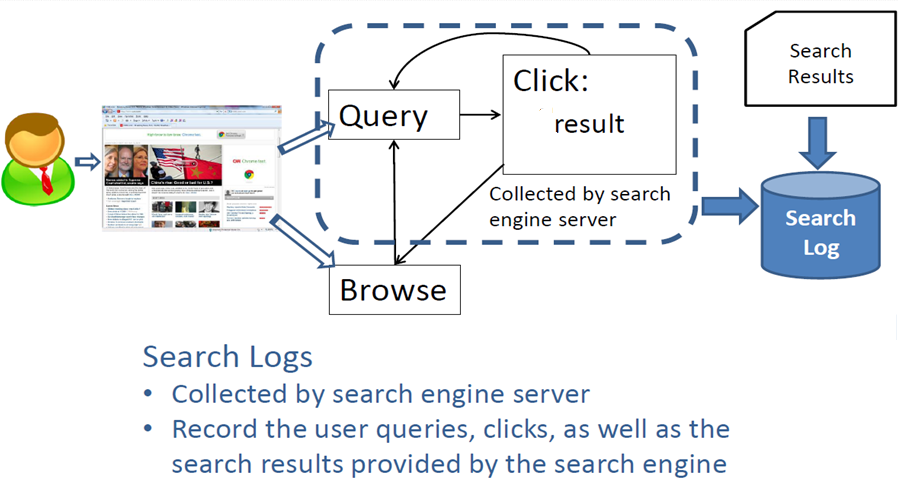 Search
Results
Click:
result
Query
Collected by search
engine server
Search
Log
Browse
Search Logs
• Collected by search engine server
• Record the user queries, clicks, as well as the
search results provided by the search engine